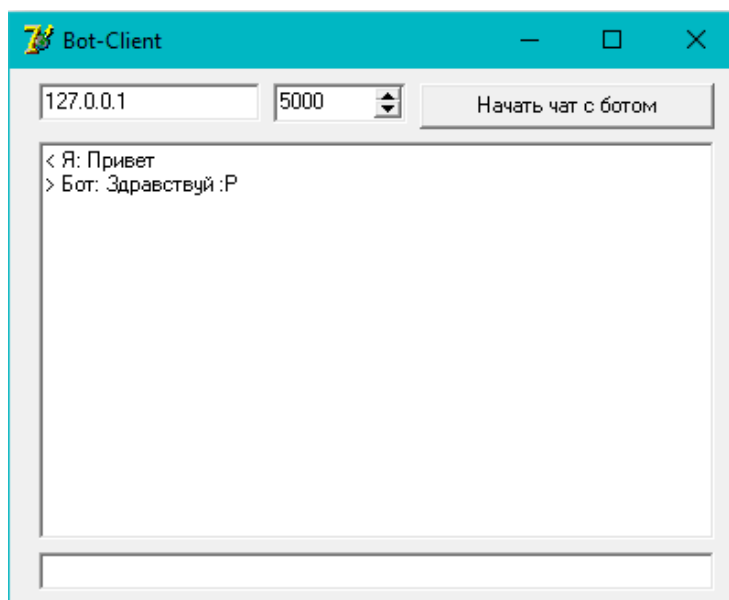 Bot-Client
127.0.0.1 5000 Начать чат с ботом
< Я: Привет
> Бот: Здравствуй :P